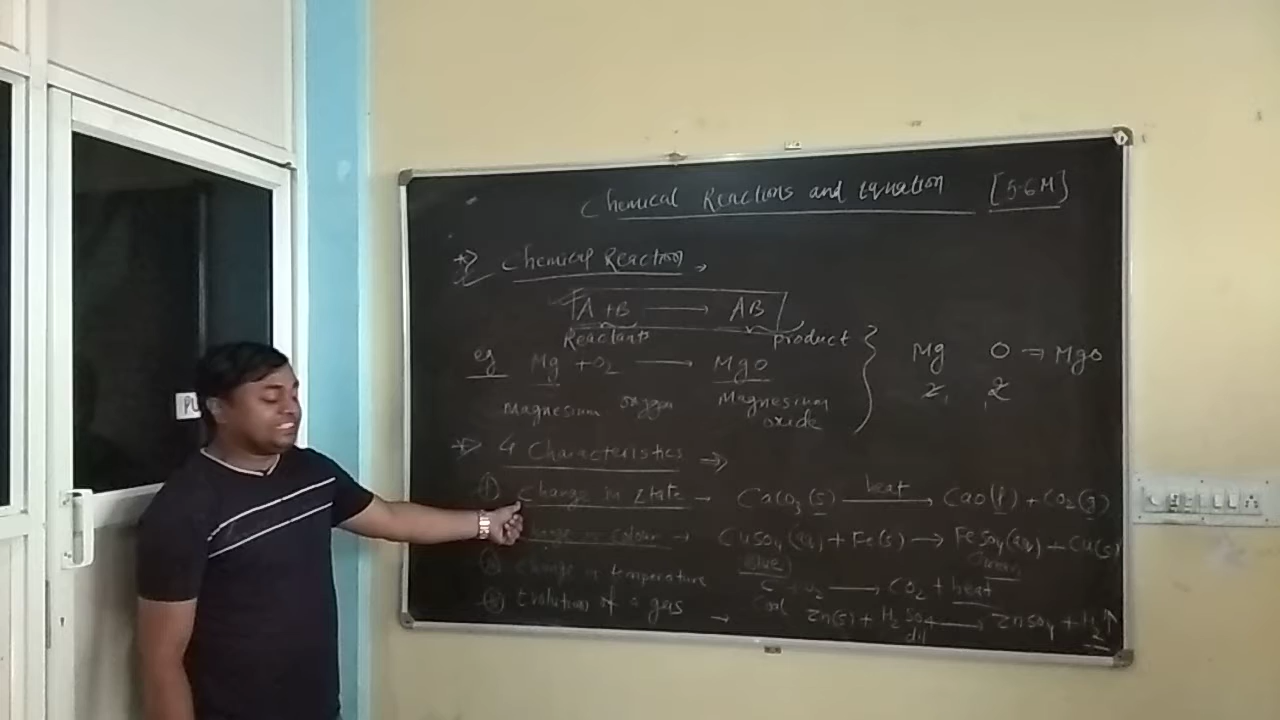 Chemical Reactions and Equation [5-6M]
Chemical Reaction →
A + B → AB
Reactants product
eg Mg + O₂ → MgO
Magnesium oxygen Magnesium oxide
Mg O ⇒ MgO
2 2
4 Characteristics →
① Change in State → CaCO₃(s) heat → CaO(l) + CO₂(g)
in colour → CuSO₄(aq) + Fe(s) → FeSO₄(aq) + Cu(s)
Blue Green
③ Change in temperature C + O₂ → CO₂ + heat
Coal
④ Evolution of a gas → Zn(s) + H₂SO₄ → ZnSO₄ + H₂↑
dil
PU